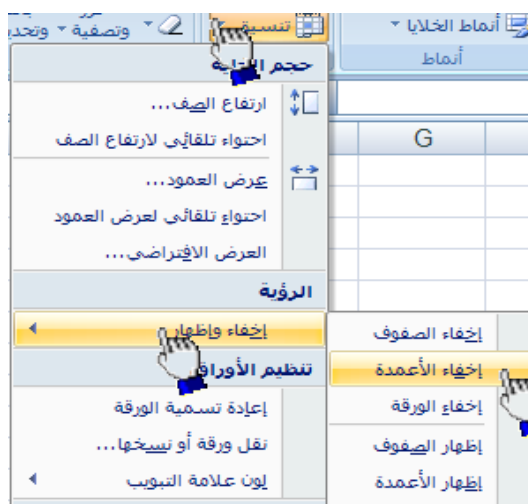 أنماط الخلايا
تنسيق
وتصفية
أنماط
حجم الخلية
ارتفاع الصف...
احتواء تلقائي لارتفاع الصف
عرض العمود...
احتواء تلقائي لعرض العمود
العرض الافتراضي...
الرؤية
إخفاء وإظهار
تنظيم الأوراق
إعادة تسمية الورقة
نقل ورقة أو نسخها...
لون علامة التبويب
G
إخفاء الصفوف
إخفاء الأعمدة
إخفاء الورقة
إظهار الصفوف
إظهار الأعمدة